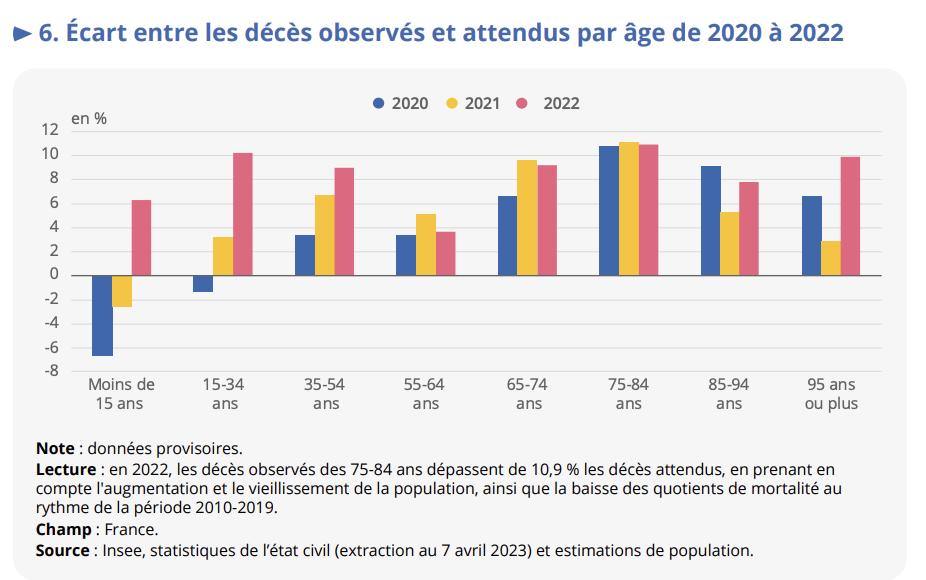 ► 6. Écart entre les décès observés et attendus par âge de 2020 à 2022
2020 2021 2022
en %
12
10
8
6
4
2
0
-2
-4
-6
-8
Moins de 15-34 35-54 55-64 65-74 75-84 85-94 95 ans
15 ans ans ans ans ans ans ans ou plus
Note : données provisoires.
Lecture : en 2022, les décès observés des 75-84 ans dépassent de 10,9 % les décès attendus, en prenant en
compte l'augmentation et le vieillissement de la population, ainsi que la baisse des quotients de mortalité au
rythme de la période 2010-2019.
Champ : France.
Source : Insee, statistiques de l’état civil (extraction au 7 avril 2023) et estimations de population.